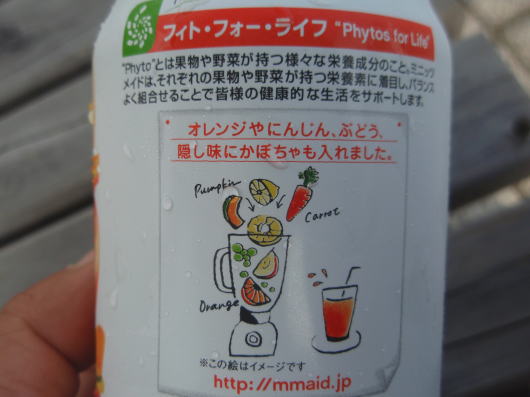 フィト・フォー・ライフ "Phytos for Life"
"Phyto"とは果物や野菜が持つ様々な栄養成分のこと。ミニッツ
メイドは、それぞれの果物や野菜が持つ栄養素に着目し、バランス
よく組合せることで皆様の健康的な生活をサポートします。
オレンジやにんじん、ぶどう、
隠し味にかぼちゃも入れました。
Pumpkin
Carrot
Orange
※この絵はイメージです
http://mmaid.jp